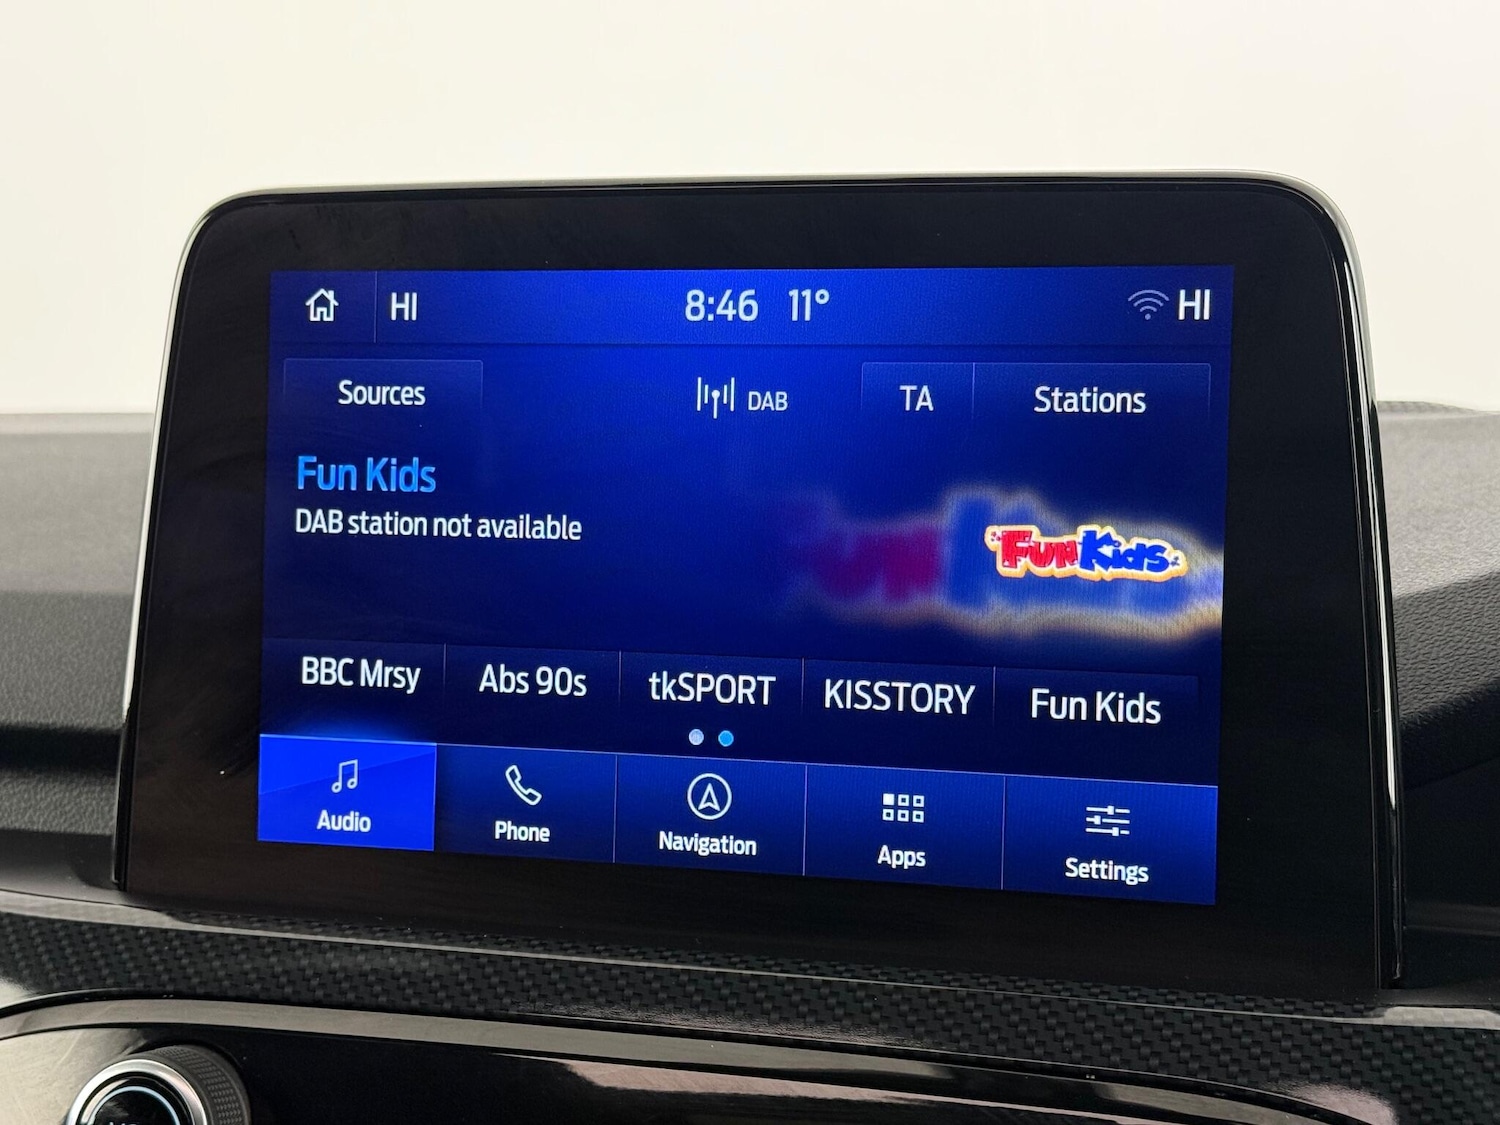 HI 8:46 11° HI
Sources DAB TA Stations
Fun Kids
DAB station not available
FUN Kids
BBC Mrsy Abs 90s tkSPORT KISSTORY Fun Kids
Audio Phone Navigation Apps Settings